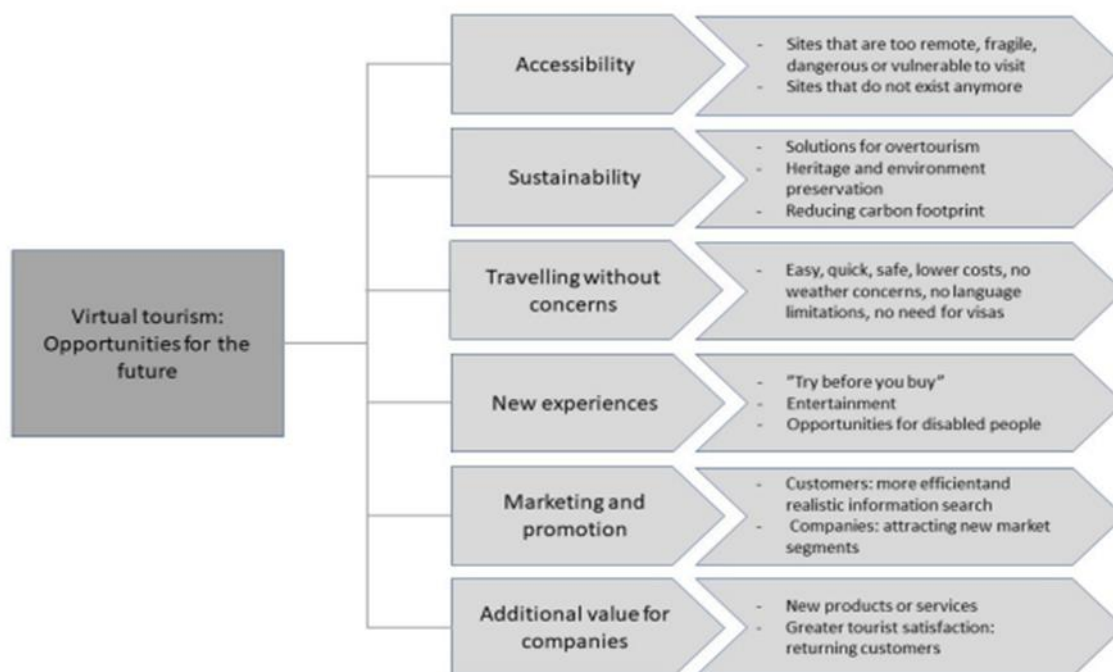 Virtual tourism:
Opportunities for the
future
Accessibility
- Sites that are too remote, fragile,
dangerous or vulnerable to visit
- Sites that do not exist anymore
Sustainability
- Solutions for overtourism
- Heritage and environment
preservation
- Reducing carbon footprint
Travelling without
concerns
- Easy, quick, safe, lower costs, no
weather concerns, no language
limitations, no need for visas
New experiences
- ”Try before you buy”
- Entertainment
- Opportunities for disabled people
Marketing and
promotion
- Customers: more efficientand
realistic information search
- Companies: attracting new market
segments
Additional value for
companies
- New products or services
- Greater tourist satisfaction:
returning customers